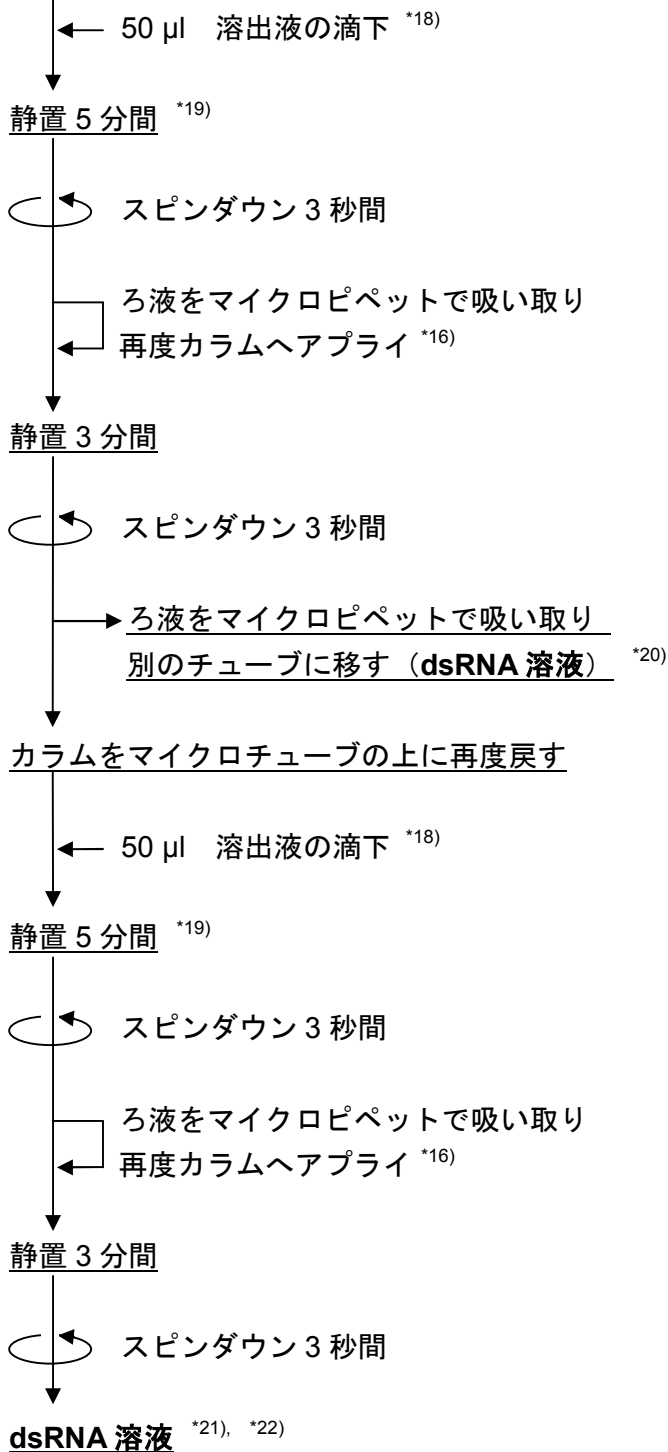 50 µl　溶出液の滴下 *18)
静置 5 分間 *19)
スピンダウン 3 秒間
ろ液をマイクロピペットで吸い取り
再度カラムへアプライ *16)
静置 3 分間
スピンダウン 3 秒間
ろ液をマイクロピペットで吸い取り
別のチューブに移す（dsRNA 溶液） *20)
カラムをマイクロチューブの上に再度戻す
50 µl　溶出液の滴下 *18)
静置 5 分間 *19)
スピンダウン 3 秒間
ろ液をマイクロピペットで吸い取り
再度カラムへアプライ *16)
静置 3 分間
スピンダウン 3 秒間
dsRNA 溶液 *21), *22)